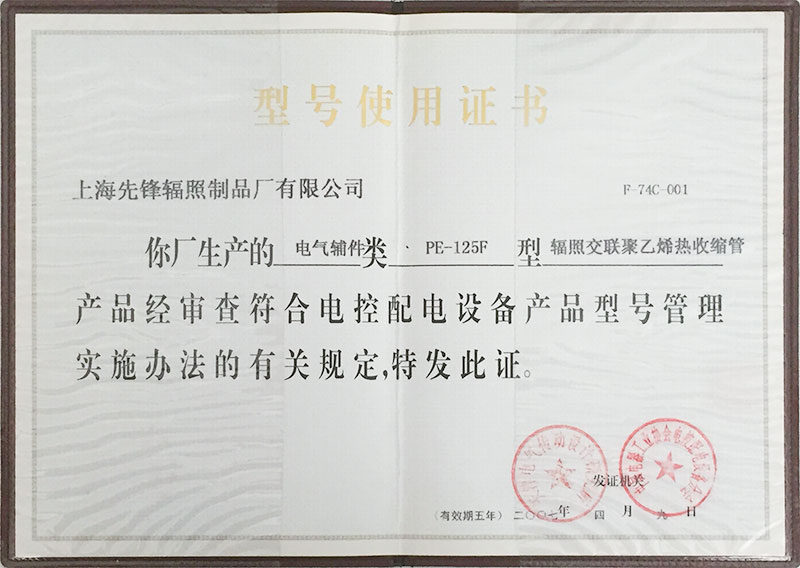 型号使用证书
上海先锋辐照制品厂有限公司 F-74C-001
你厂生产的 电气辅件 类、 PE-125F 型 辐照交联聚乙烯热收缩管
产品经审查符合电控配电设备产品型号管理
实施办法的有关规定,特发此证。
发证机关
(有效期五年) 二〇〇七年 四 月 九 日